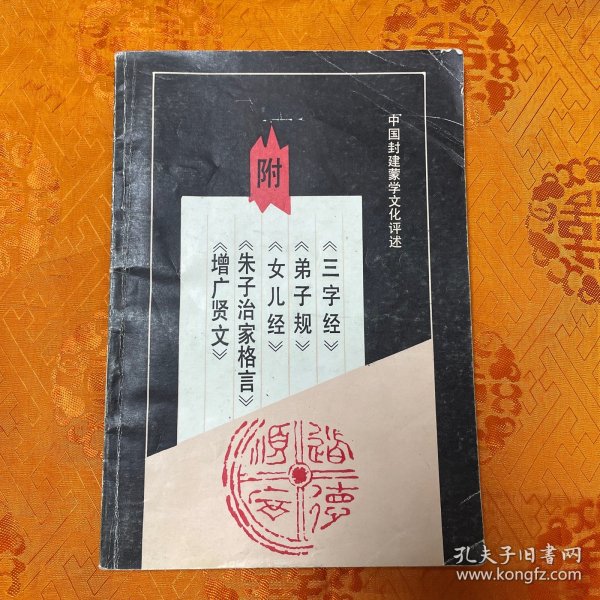 中国封建蒙学文化评述
附
《三字经》
《弟子规》
《女儿经》
《朱子治家格言》
《增广贤文》
道德
孔夫子旧书网
www.kongfz.com